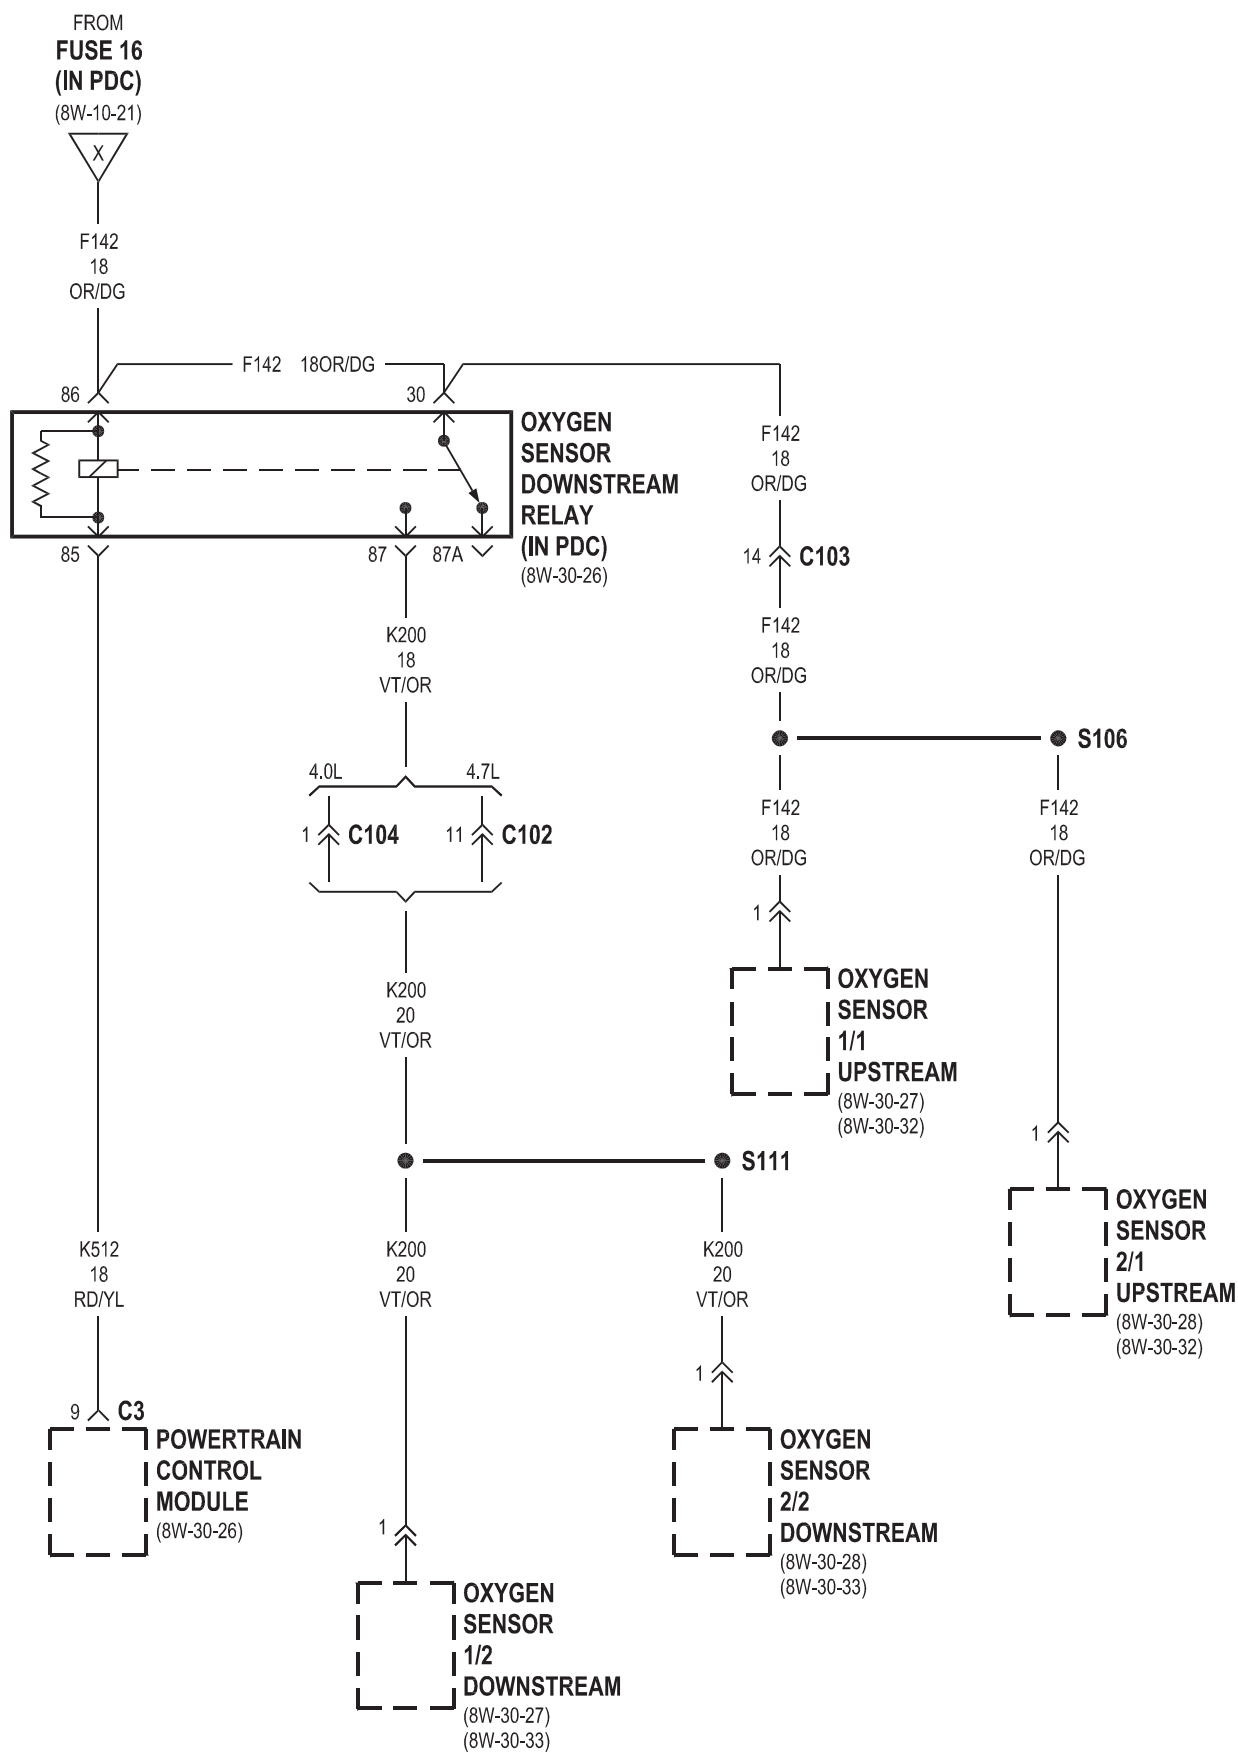 FROM
FUSE 16
(IN PDC)
(8W-10-21)
X
F142
18
OR/DG
F142 18OR/DG
86
30
OXYGEN
SENSOR
DOWNSTREAM
RELAY
(IN PDC)
(8W-30-26)
85
87
87A
F142
18
OR/DG
14
C103
F142
18
OR/DG
K200
18
VT/OR
S106
4.0L
4.7L
1
C104
11
C102
F142
18
OR/DG
F142
18
OR/DG
1
OXYGEN
SENSOR
1/1
UPSTREAM
(8W-30-27)
(8W-30-32)
K200
20
VT/OR
S111
1
OXYGEN
SENSOR
2/1
UPSTREAM
(8W-30-28)
(8W-30-32)
K512
18
RD/YL
K200
20
VT/OR
K200
20
VT/OR
9
C3
POWERTRAIN
CONTROL
MODULE
(8W-30-26)
1
OXYGEN
SENSOR
2/2
DOWNSTREAM
(8W-30-28)
(8W-30-33)
1
OXYGEN
SENSOR
1/2
DOWNSTREAM
(8W-30-27)
(8W-30-33)